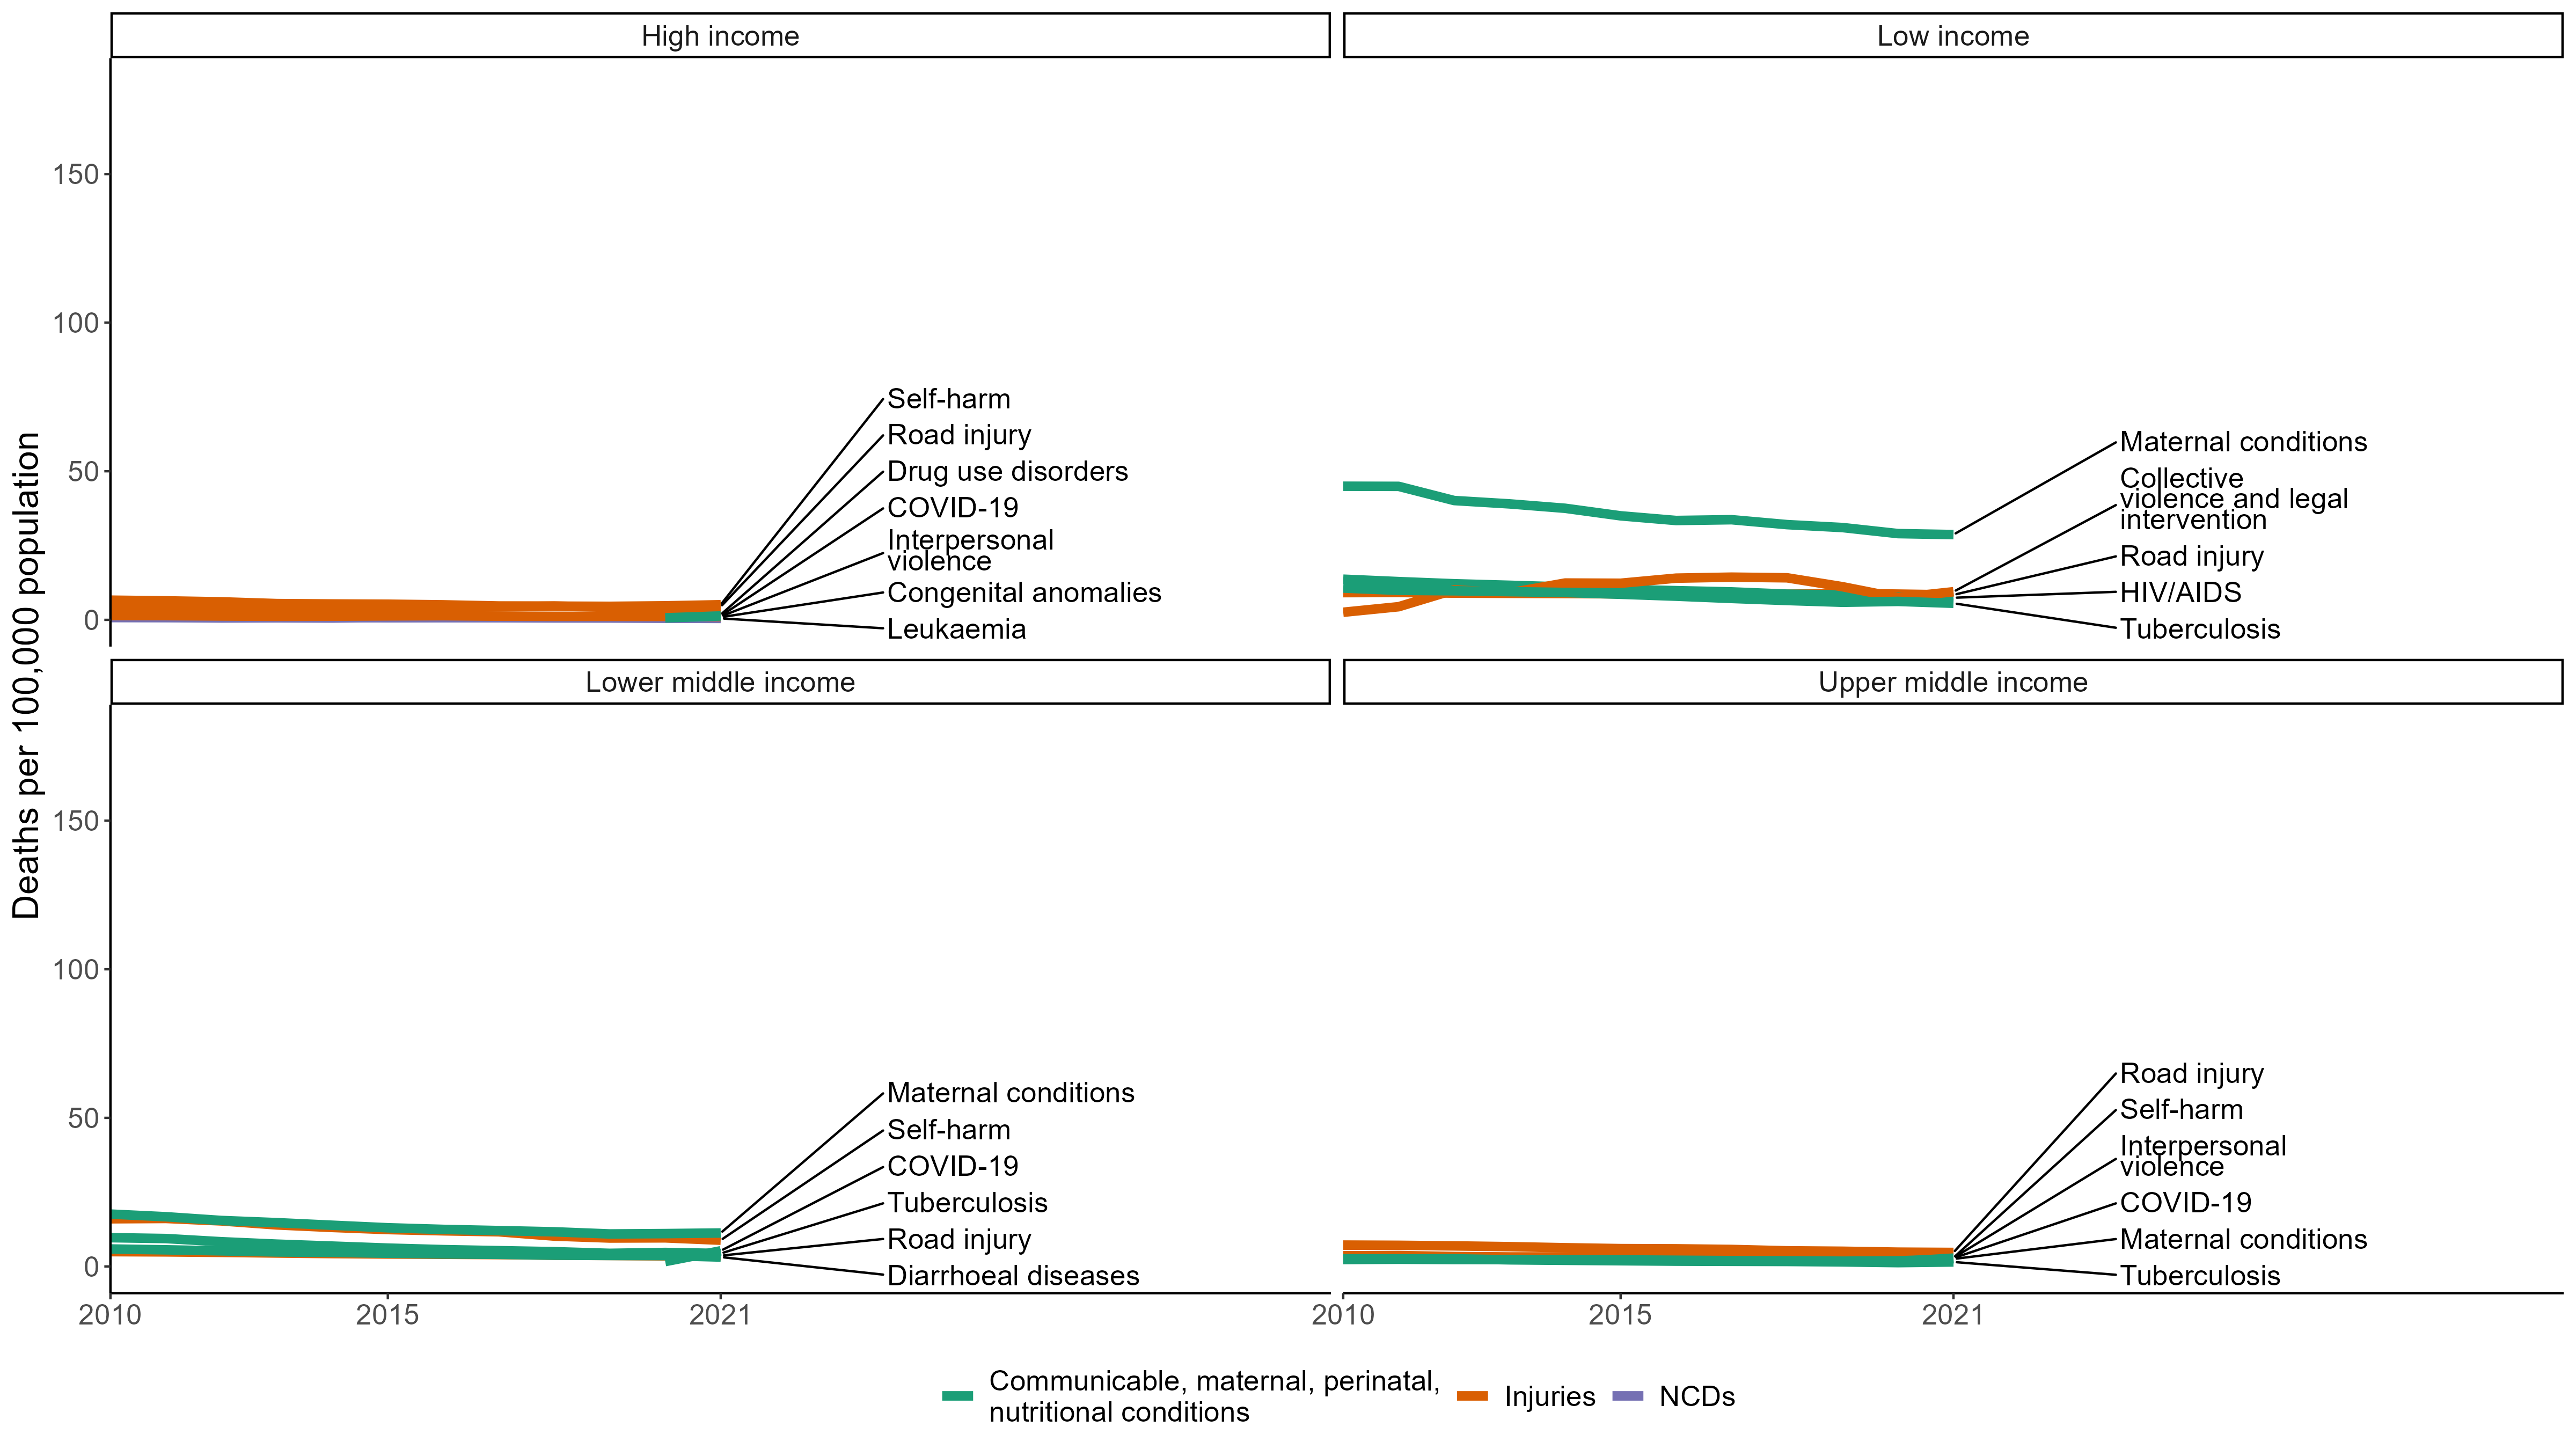 High income
Low income
Deaths per 100,000 population
150
100
50
0
Self-harm
Road injury
Drug use disorders
COVID-19
Interpersonal
violence
Congenital anomalies
Leukaemia
Maternal conditions
Collective
violence and legal
intervention
Road injury
HIV/AIDS
Tuberculosis
Lower middle income
Upper middle income
150
100
50
0
Maternal conditions
Self-harm
COVID-19
Tuberculosis
Road injury
Diarrhoeal diseases
Road injury
Self-harm
Interpersonal
violence
COVID-19
Maternal conditions
Tuberculosis
2010
2015
2021
2010
2015
2021
Communicable, maternal, perinatal,
nutritional conditions
Injuries
NCDs